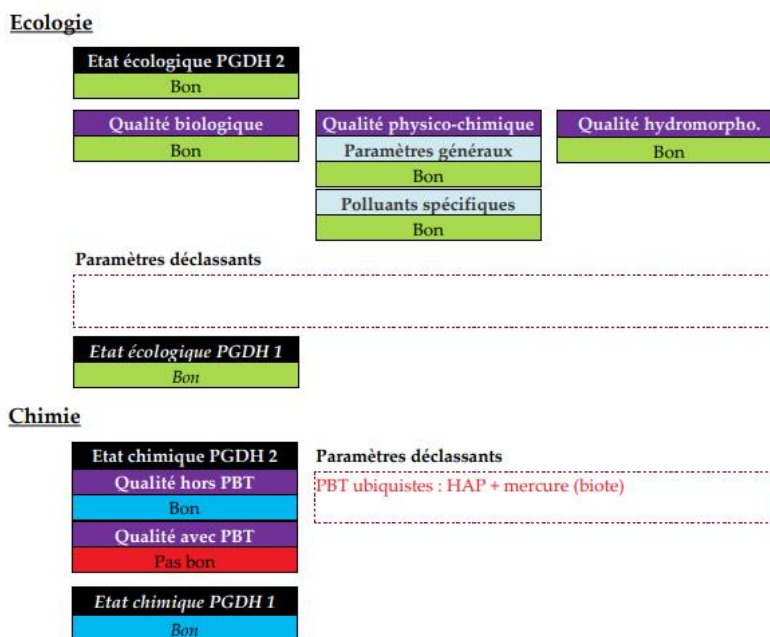 Ecologie
Etat écologique PGDH 2
Bon
Qualité biologique
Bon
Qualité physico-chimique
Paramètres généraux
Bon
Polluants spécifiques
Bon
Qualité hydromorpho.
Bon
Paramètres déclassants
Etat écologique PGDH 1
Bon
Chimie
Etat chimique PGDH 2
Qualité hors PBT
Bon
Qualité avec PBT
Pas bon
Paramètres déclassants
PBT ubiquistes : HAP + mercure (biote)
Etat chimique PGDH 1
Bon